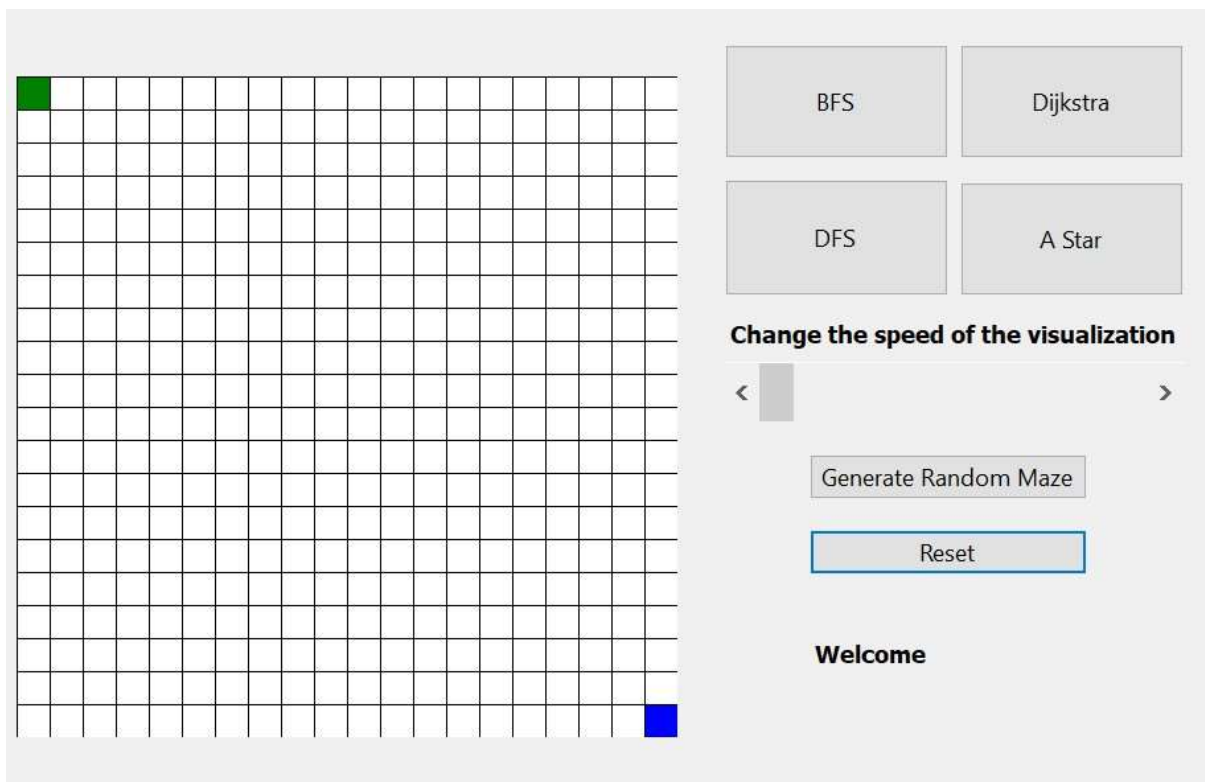 BFS
Dijkstra
DFS
A Star
Change the speed of the visualization
Generate Random Maze
Reset
Welcome